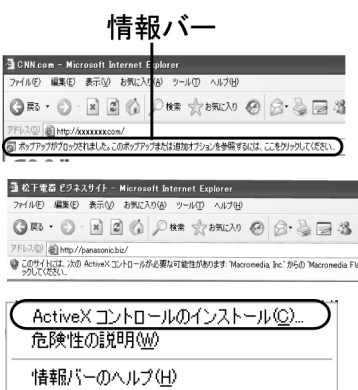 情報バー
CNN.com - Microsoft Internet Explorer
ファイル(F) 編集(E) 表示(V) お気に入り(A) ツール(T) ヘルプ(H)
戻る 検索 お気に入り
アドレス(D) http://xxxxxxx.com/
ポップアップがブロックされました。このポップアップまたは追加オプションを参照するには、ここをクリックしてください...
松下電器 ビジネスサイト - Microsoft Internet Explorer
ファイル(F) 編集(E) 表示(V) お気に入り(A) ツール(T) ヘルプ(H)
戻る 検索 お気に入り
アドレス(D) http://panasonic.biz/
このサイトには、次の ActiveX コントロールが必要な可能性があります: 'Macromedia, Inc.' からの 'Macromedia Fla
ックしてください...
ActiveX コントロールのインストール(C)...
危険性の説明(W)
情報バーのヘルプ(H)